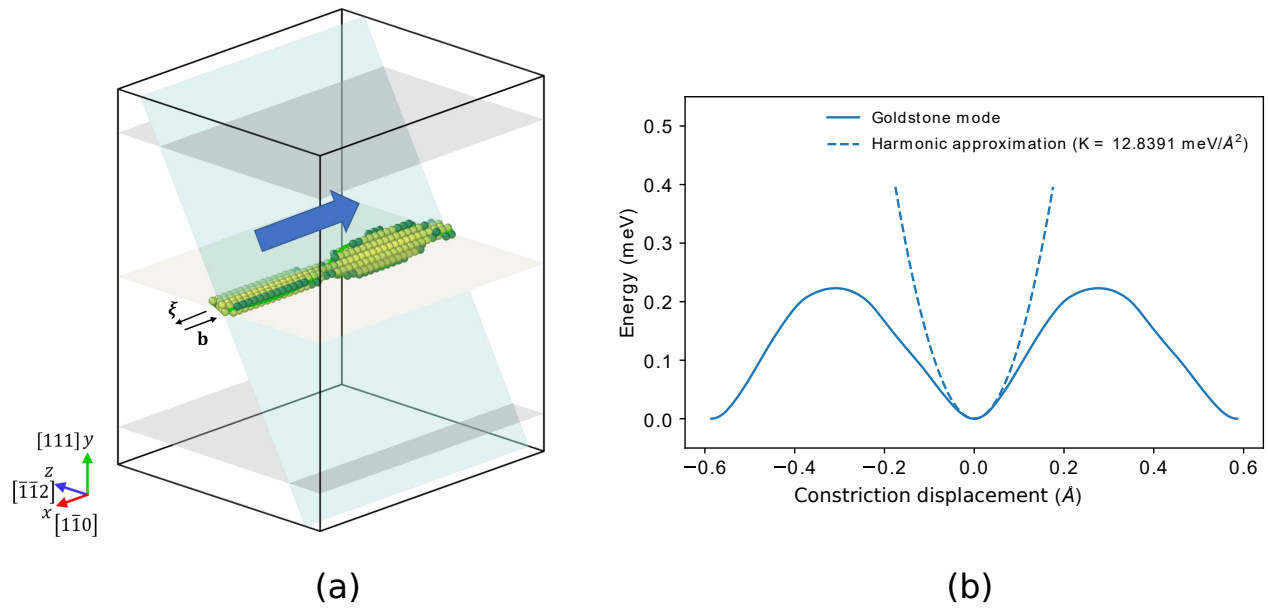 ξ
b
[111] y
z
[1̅1̅2]
x
[11̅0]
(a)
Goldstone mode
Harmonic approximation (K = 12.8391 meV/Å²)
Energy (meV)
0.5
0.4
0.3
0.2
0.1
0.0
−0.6 −0.4 −0.2 0.0 0.2 0.4 0.6
Constriction displacement (Å)
(b)